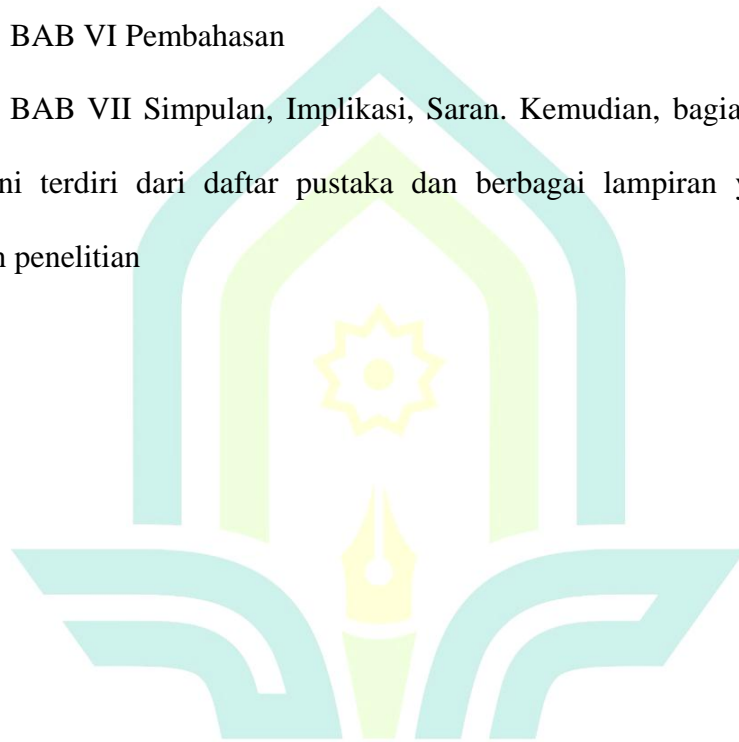 BAB VI Pembahasan
BAB VII Simpulan, Implikasi, Saran. Kemudian, bagia
ni terdiri dari daftar pustaka dan berbagai lampiran y
n penelitian